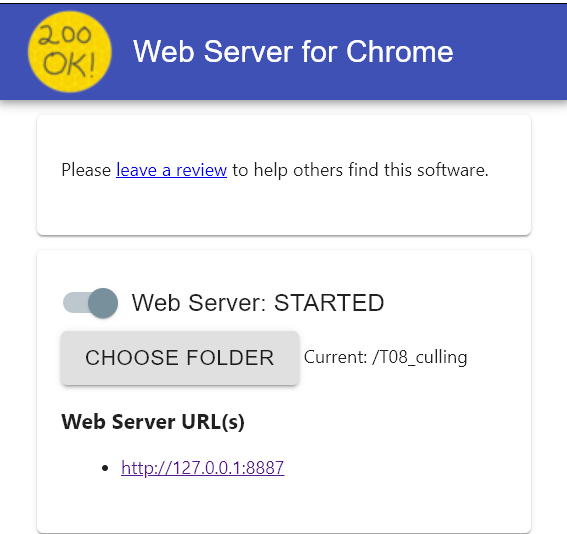 200
OK!
Web Server for Chrome
Please leave a review to help others find this software.
Web Server: STARTED
CHOOSE FOLDER Current: /T08_culling
Web Server URL(s)
• http://127.0.0.1:8887